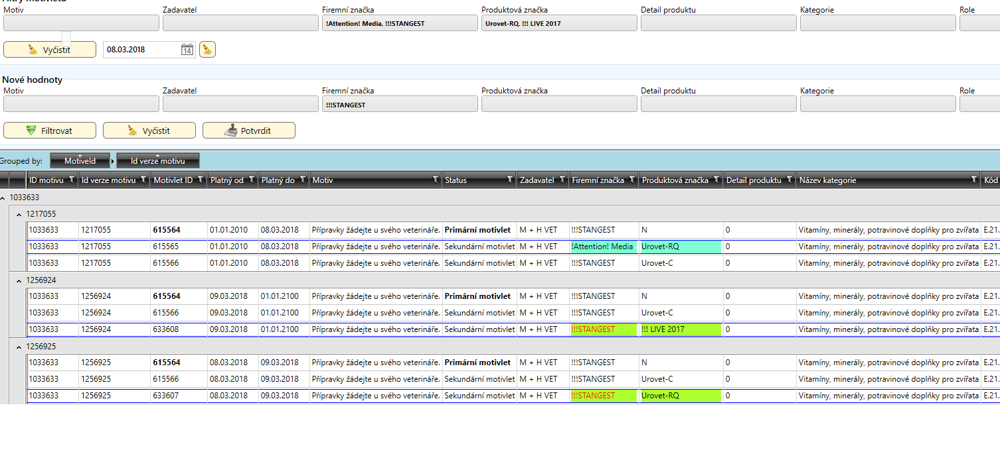 Filtry motivletů
Motiv Zadavatel Firemní značka Produktová značka Detail produktu Kategorie Role
!Attention! Media, !!!STANGEST Urovet-RQ, !!! LIVE 2017
Vyčistit 08.03.2018 14
Nové hodnoty
Motiv Zadavatel Firemní značka Produktová značka Detail produktu Kategorie Role
!!!STANGEST
Filtrovat Vyčistit Potvrdit
Grouped by: MotiveId Id verze motivu
ID motivu Id verze motivu Motivlet ID Platný od Platný do Motiv Status Zadavatel Firemní značka Produktová značka Detail produktu Název kategorie Kód
1033633
1217055
1033633 1217055 615564 01.01.2010 08.03.2018 Přípravky žádejte u svého veterináře. Primární motivlet M + H VET !!!STANGEST N 0 Vitamíny, minerály, potravinové doplňky pro zvířata E.21.
1033633 1217055 615565 01.01.2010 08.03.2018 Přípravky žádejte u svého veterináře. Sekundární motivlet M + H VET !Attention! Media Urovet-RQ 0 Vitamíny, minerály, potravinové doplňky pro zvířata E.21.
1033633 1217055 615566 01.01.2010 08.03.2018 Přípravky žádejte u svého veterináře. Sekundární motivlet M + H VET !!!STANGEST Urovet-C 0 Vitamíny, minerály, potravinové doplňky pro zvířata E.21.
1256924
1033633 1256924 615564 09.03.2018 01.01.2100 Přípravky žádejte u svého veterináře. Primární motivlet M + H VET !!!STANGEST N 0 Vitamíny, minerály, potravinové doplňky pro zvířata E.21.
1033633 1256924 615566 09.03.2018 01.01.2100 Přípravky žádejte u svého veterináře. Sekundární motivlet M + H VET !!!STANGEST Urovet-C 0 Vitamíny, minerály, potravinové doplňky pro zvířata E.21.
1033633 1256924 633608 09.03.2018 01.01.2100 Přípravky žádejte u svého veterináře. Sekundární motivlet M + H VET !!!STANGEST !!! LIVE 2017 0 Vitamíny, minerály, potravinové doplňky pro zvířata E.21.
1256925
1033633 1256925 615564 08.03.2018 09.03.2018 Přípravky žádejte u svého veterináře. Primární motivlet M + H VET !!!STANGEST N 0 Vitamíny, minerály, potravinové doplňky pro zvířata E.21.
1033633 1256925 615566 08.03.2018 09.03.2018 Přípravky žádejte u svého veterináře. Sekundární motivlet M + H VET !!!STANGEST Urovet-C 0 Vitamíny, minerály, potravinové doplňky pro zvířata E.21.
1033633 1256925 633607 08.03.2018 09.03.2018 Přípravky žádejte u svého veterináře. Sekundární motivlet M + H VET !!!STANGEST Urovet-RQ 0 Vitamíny, minerály, potravinové doplňky pro zvířata E.21.